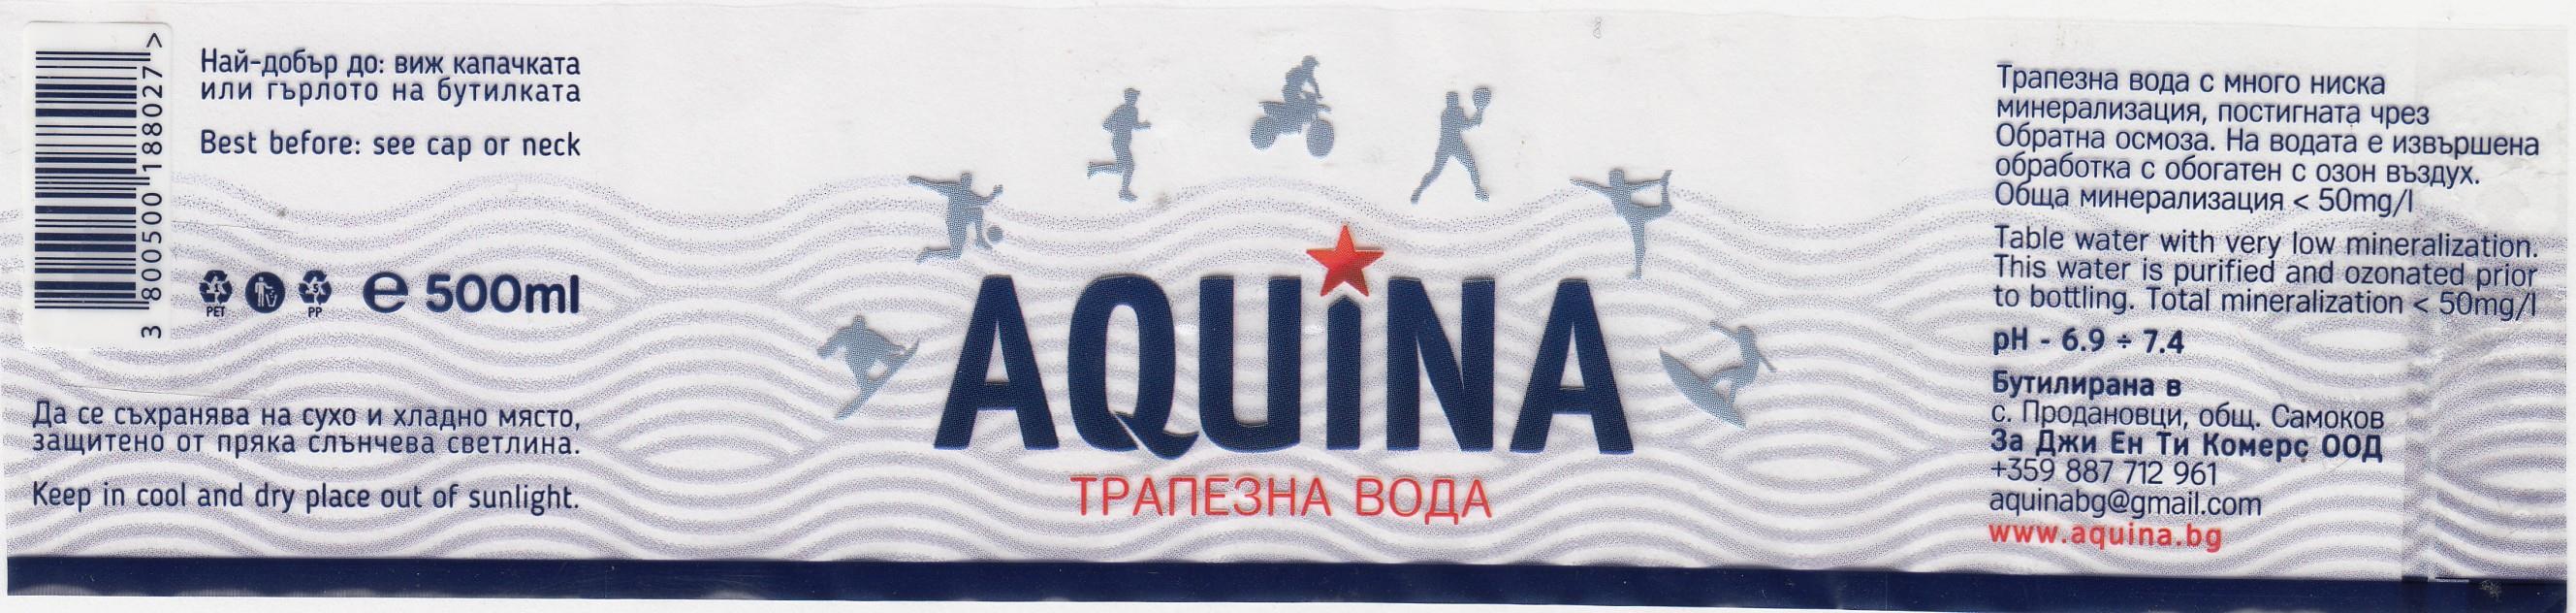 3 800500 188027 >
Най-добър до: виж капачката
или гърлото на бутилката
Best before: see cap or neck
1
PET
5
PP
e 500ml
Да се съхранява на сухо и хладно място,
защитено от пряка слънчева светлина.
Keep in cool and dry place out of sunlight.
AQUiNA
ТРАПЕЗНА ВОДА
Трапезна вода с много ниска
минерализация, постигната чрез
Обратна осмоза. На водата е извършена
обработка с обогатен с озон въздух.
Обща минерализация < 50mg/l
Table water with very low mineralization.
This water is purified and ozonated prior
to bottling. Total mineralization < 50mg/l
pH - 6.9 ÷ 7.4
Бутилирана в
с. Продановци, общ. Самоков
За Джи Ен Ти Комерс ООД
+359 887 712 961
aquinabg@gmail.com
www.aquina.bg